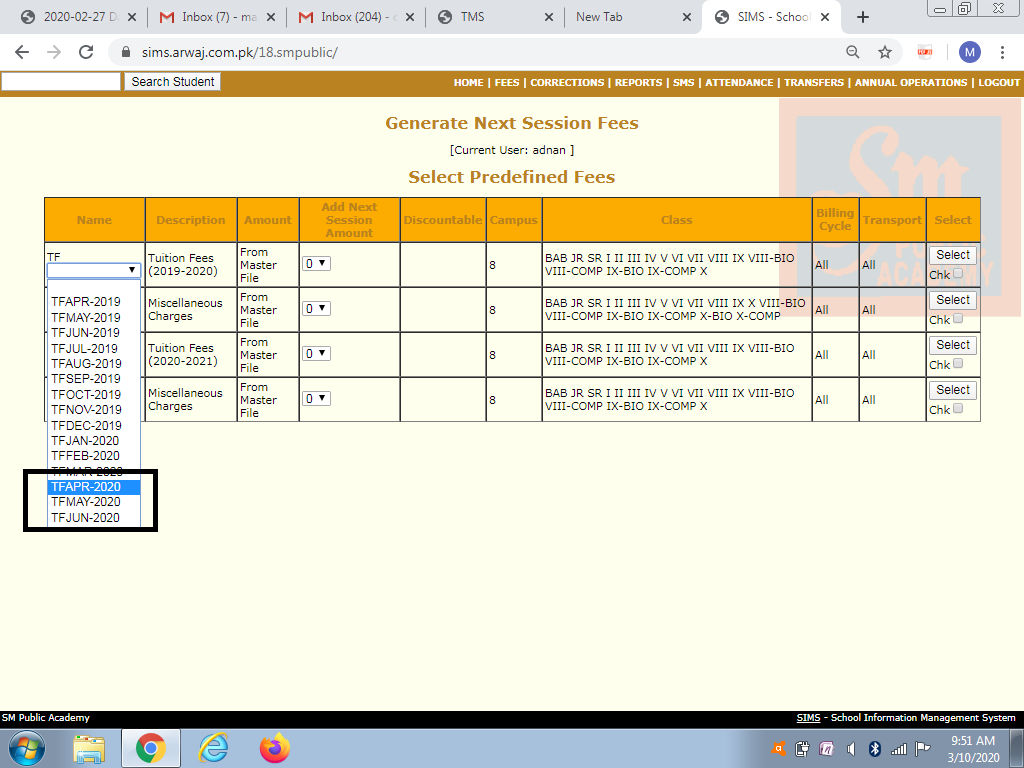 2020-02-27 D
Inbox (7) - ma
Inbox (204) - c
TMS
New Tab
SIMS - School
sims.arwaj.com.pk/18.smpublic/
M
Search Student
HOME | FEES | CORRECTIONS | REPORTS | SMS | ATTENDANCE | TRANSFERS | ANNUAL OPERATIONS | LOGOUT
Generate Next Session Fees
[Current User: adnan ]
Select Predefined Fees
Sm
PUBLIC
ACADEMY
Name Description Amount Add Next Session Amount Discountable Campus Class Billing Cycle Transport Select
TF
Tuition Fees
(2019-2020)
From
Master
File
0
8
BAB JR SR I II III IV V VI VII VIII IX VIII-BIO
VIII-COMP IX-BIO IX-COMP X
All
All
Select
Chk
Miscellaneous
Charges
From
Master
File
0
8
BAB JR SR I II III IV V VI VII VIII IX X VIII-BIO
VIII-COMP IX-BIO IX-COMP X-BIO X-COMP
All
All
Select
Chk
Tuition Fees
(2020-2021)
From
Master
File
0
8
BAB JR SR I II III IV V VI VII VIII IX VIII-BIO
VIII-COMP IX-BIO IX-COMP X
All
All
Select
Chk
Miscellaneous
Charges
From
Master
File
0
8
BAB JR SR I II III IV V VI VII VIII IX VIII-BIO
VIII-COMP IX-BIO IX-COMP X
All
All
Select
Chk
TFAPR-2019
TFMAY-2019
TFJUN-2019
TFJUL-2019
TFAUG-2019
TFSEP-2019
TFOCT-2019
TFNOV-2019
TFDEC-2019
TFJAN-2020
TFFEB-2020
TFMAR-2020
TFAPR-2020
TFMAY-2020
TFJUN-2020
SM Public Academy
SIMS - School Information Management System
9:51 AM
3/10/2020